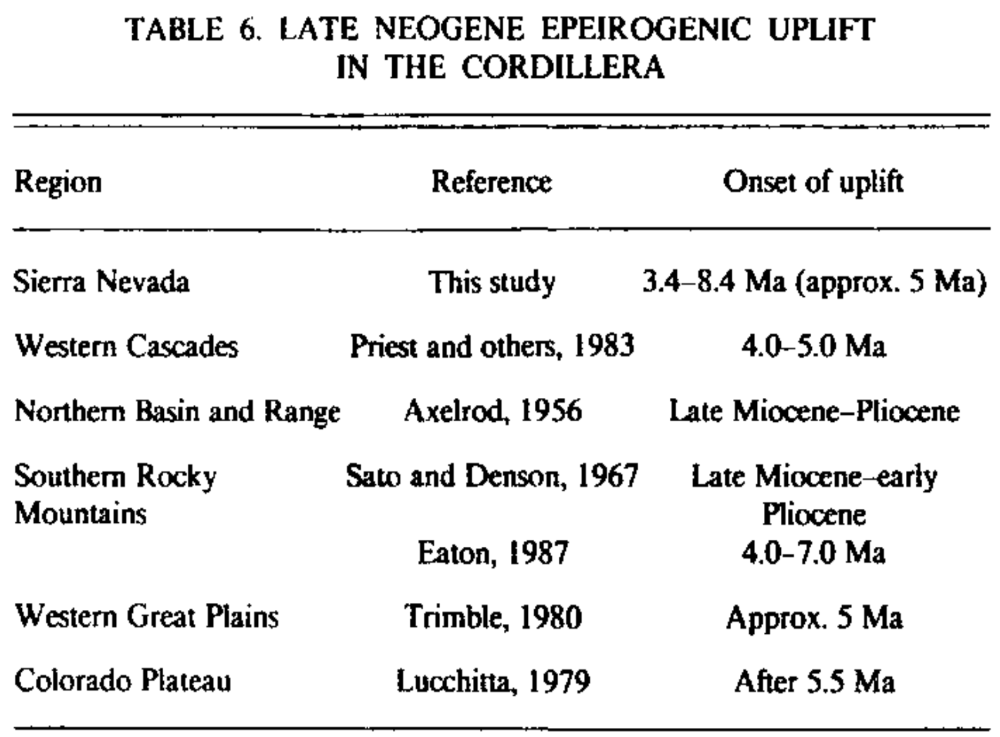 TABLE 6. LATE NEOGENE EPEIROGENIC UPLIFT
IN THE CORDILLERA
Region Reference Onset of uplift
Sierra Nevada This study 3.4–8.4 Ma (approx. 5 Ma)
Western Cascades Priest and others, 1983 4.0–5.0 Ma
Northern Basin and Range Axelrod, 1956 Late Miocene–Pliocene
Southern Rocky Sato and Denson, 1967 Late Miocene–early
Mountains Pliocene
Eaton, 1987 4.0–7.0 Ma
Western Great Plains Trimble, 1980 Approx. 5 Ma
Colorado Plateau Lucchitta, 1979 After 5.5 Ma